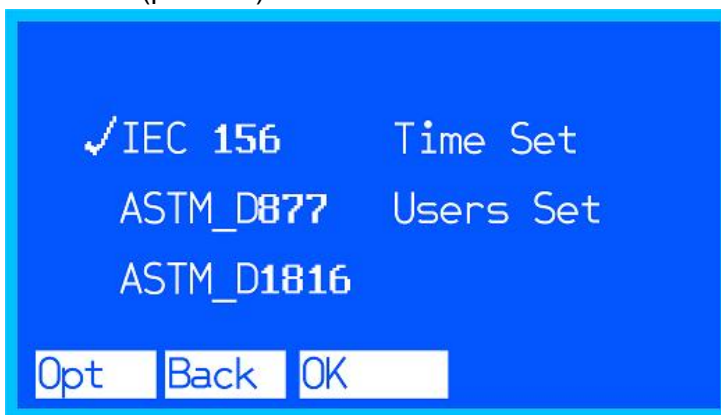 ✓IEC 156 Time Set
ASTM_D877 Users Set
ASTM_D1816
Opt Back OK